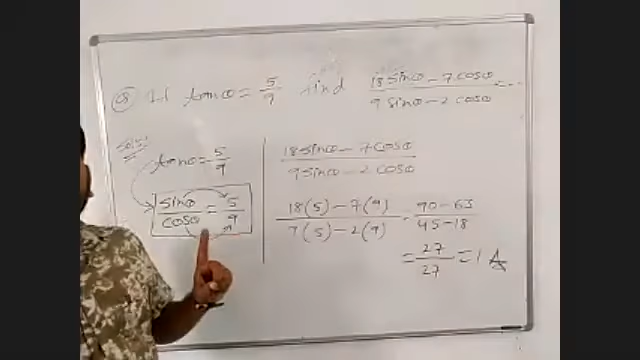 Q8 If tanθ = 5/9 find (18 sinθ - 7 cosθ)/(9 sinθ - 2 cosθ) = ...
Soln:
tanθ = 5/9
sinθ/cosθ = 5/9
(18 sinθ - 7 cosθ)/(9 sinθ - 2 cosθ)
(18(5) - 7(9))/(9(5) - 2(9)) = (90 - 63)/(45 - 18)
= 27/27 = 1 A